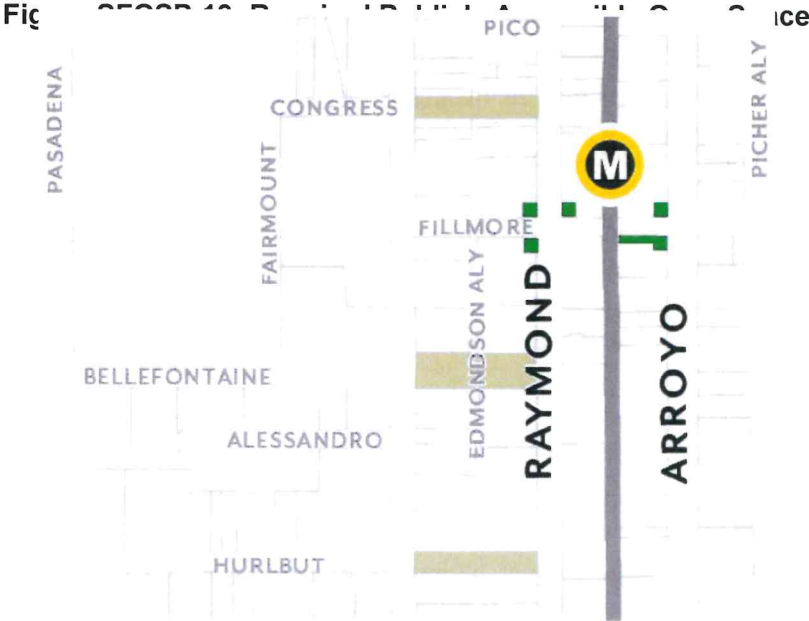 PICO
PASADENA
CONGRESS
PICHER ALY
M
FAIRMOUNT
FILLMORE
EDMONDSON ALY
RAYMOND
ARROYO
BELLEFONTAINE
ALESSANDRO
HURLBUT